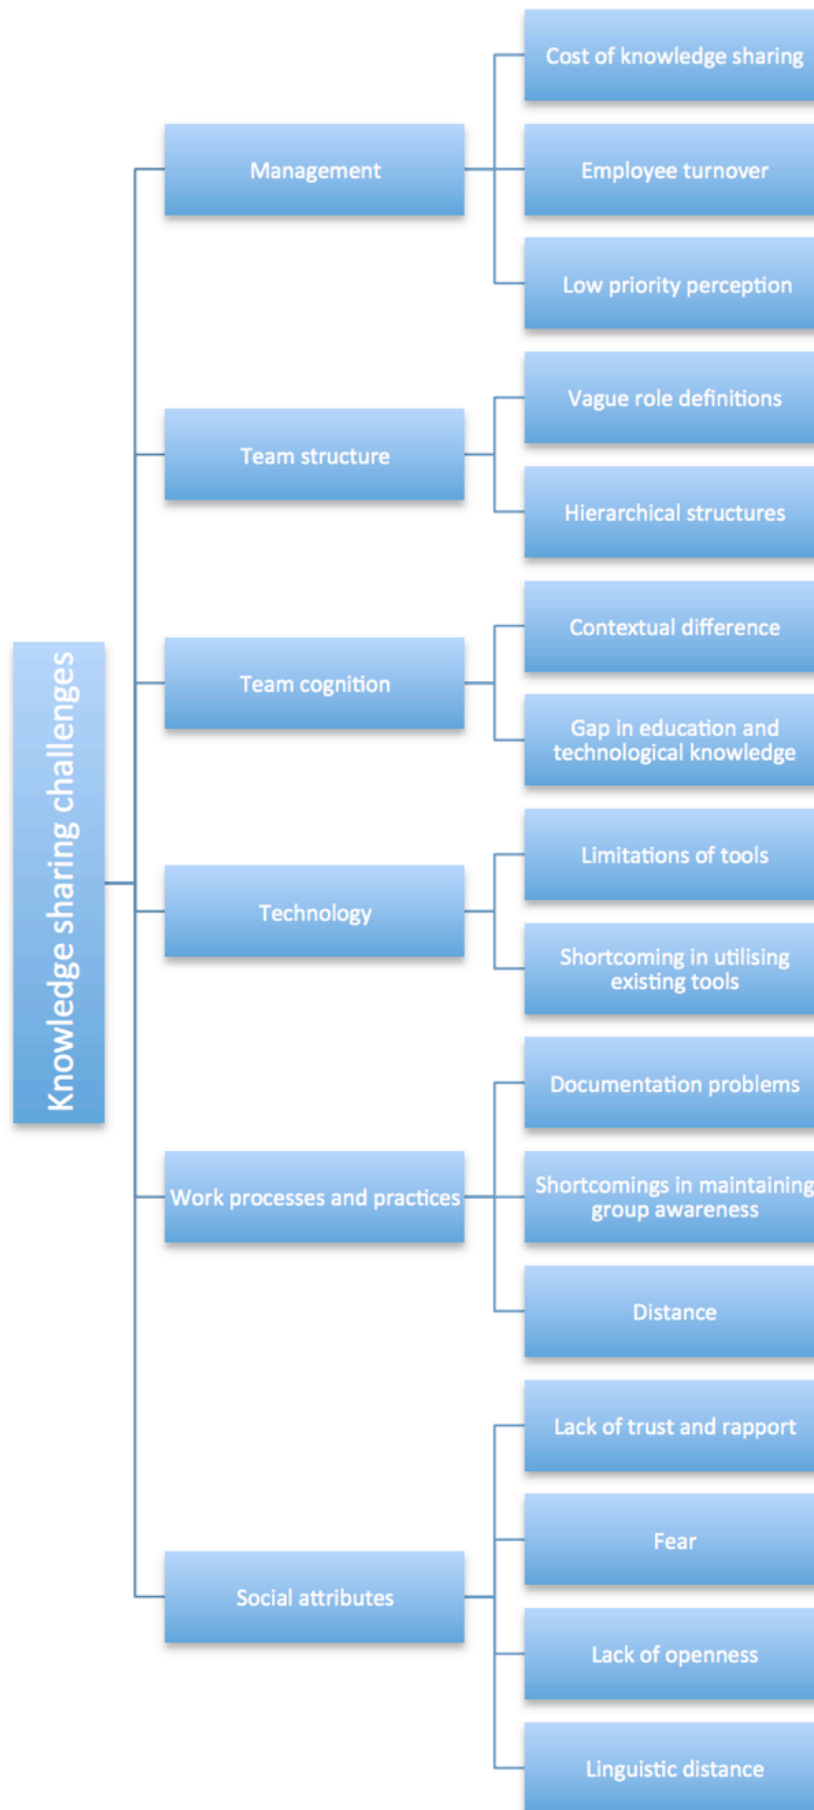 Knowledge sharing challenges
Management
Cost of knowledge sharing
Employee turnover
Low priority perception
Team structure
Vague role definitions
Hierarchical structures
Team cognition
Contextual difference
Gap in education and
technological knowledge
Technology
Limitations of tools
Shortcoming in utilising
existing tools
Work processes and practices
Documentation problems
Shortcomings in maintaining
group awareness
Distance
Social attributes
Lack of trust and rapport
Fear
Lack of openness
Linguistic distance